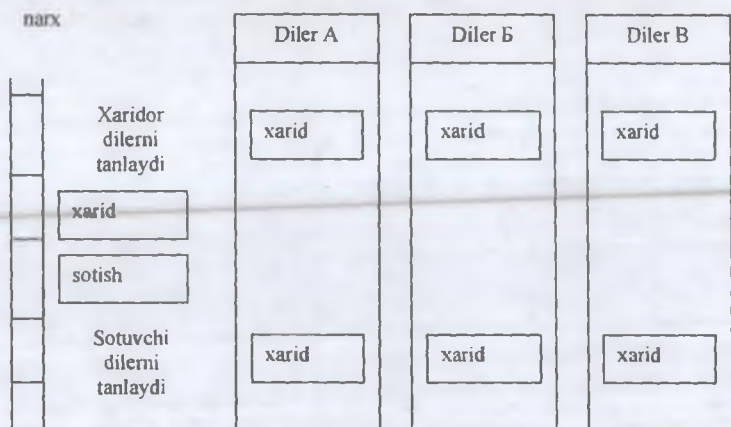 narx
Diler A
Diler Б
Diler В
Xaridor
dilerni
tanlaydi
xarid
xarid
xarid
xarid
sotish
Sotuvchi
dilerni
tanlaydi
xarid
xarid
xarid